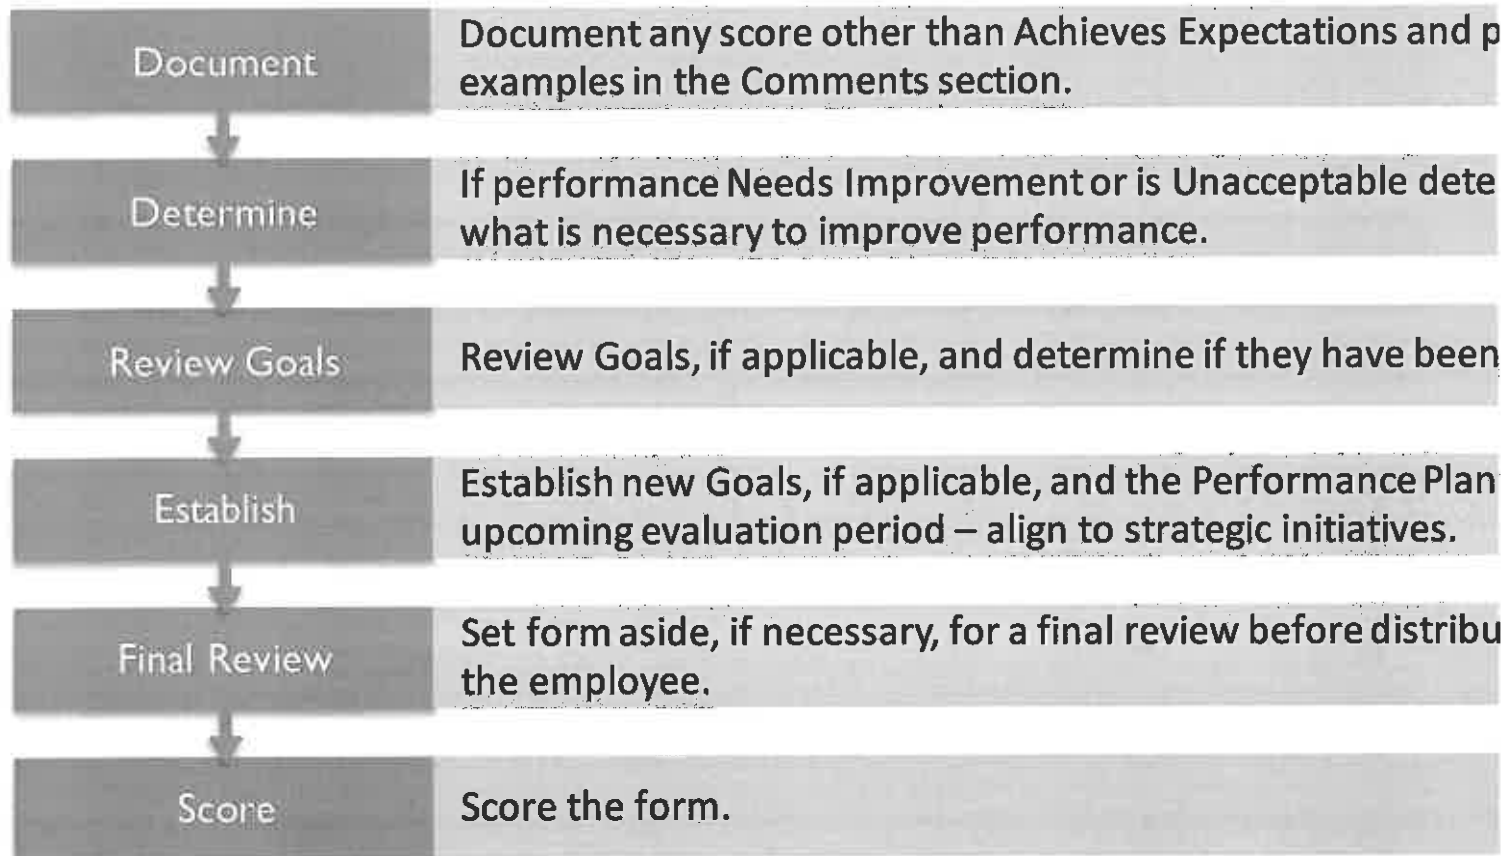 Document
Document any score other than Achieves Expectations and p
examples in the Comments section.
Determine
If performance Needs Improvement or is Unacceptable dete
what is necessary to improve performance.
Review Goals
Review Goals, if applicable, and determine if they have been
Establish
Establish new Goals, if applicable, and the Performance Plan
upcoming evaluation period – align to strategic initiatives.
Final Review
Set form aside, if necessary, for a final review before distribu
the employee.
Score
Score the form.